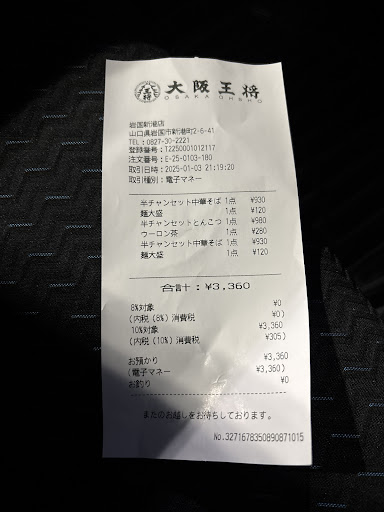 王将
大阪王将
OSAKA OHSHO
岩国新港店
山口県岩国市新港町2-6-41
TEL:0827-30-2221
登録番号:T2250001012117
注文番号:E-25-0103-180
取引日時:2025-01-03 21:19:20
取引種別:電子マネー
半チャンセット中華そば 1点 ¥930
麺大盛 1点 ¥120
半チャンセットとんこつ 1点 ¥980
ウーロン茶 1点 ¥280
半チャンセット中華そば 1点 ¥930
麺大盛 1点 ¥120
合計:¥3,360
8%対象 ¥0
(内税(8%)消費税 ¥0)
10%対象 ¥3,360
(内税(10%)消費税 ¥305)
お預かり ¥3,360
(電子マネー ¥3,360)
お釣り ¥0
またのお越しをお待ちしております。
No.3271678350890871015